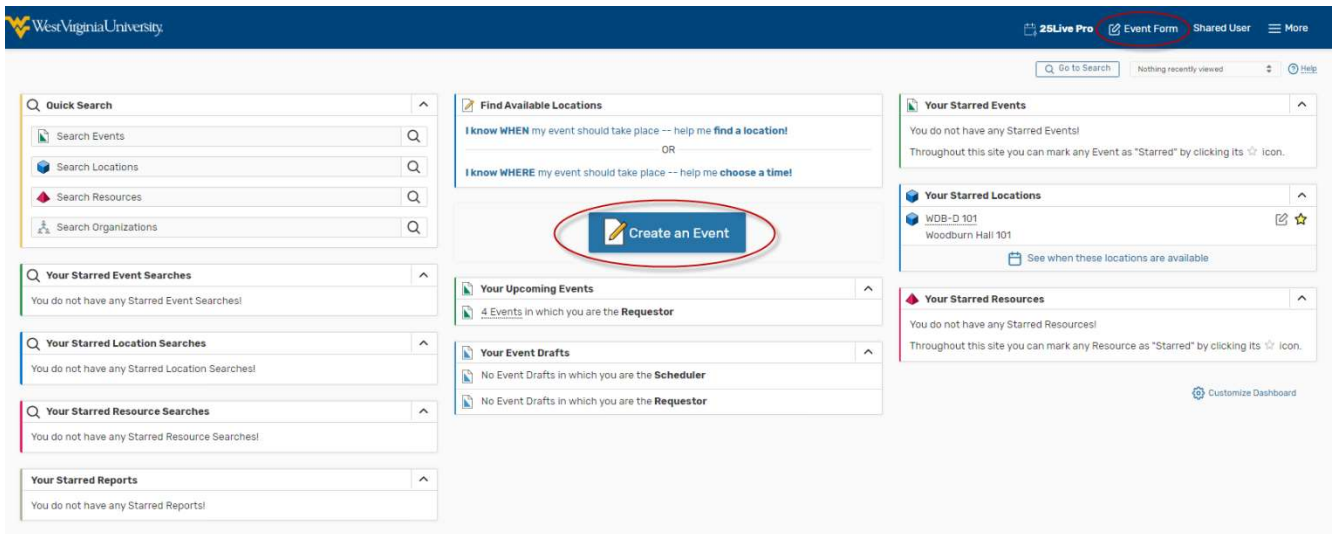 West Virginia University.
25Live Pro Event Form Shared User More
Go to Search Nothing recently viewed Help
Quick Search
Search Events
Search Locations
Search Resources
Search Organizations
Your Starred Event Searches
You do not have any Starred Event Searches!
Your Starred Location Searches
You do not have any Starred Location Searches!
Your Starred Resource Searches
You do not have any Starred Resource Searches!
Your Starred Reports
You do not have any Starred Reports!
Find Available Locations
I know WHEN my event should take place -- help me find a location!
OR
I know WHERE my event should take place -- help me choose a time!
Create an Event
Your Upcoming Events
4 Events in which you are the Requestor
Your Event Drafts
No Event Drafts in which you are the Scheduler
No Event Drafts in which you are the Requestor
Your Starred Events
You do not have any Starred Events!
Throughout this site you can mark any Event as "Starred" by clicking its ☆ icon.
Your Starred Locations
WDB-D 101
Woodburn Hall 101
See when these locations are available
Your Starred Resources
You do not have any Starred Resources!
Throughout this site you can mark any Resource as "Starred" by clicking its ☆ icon.
Customize Dashboard